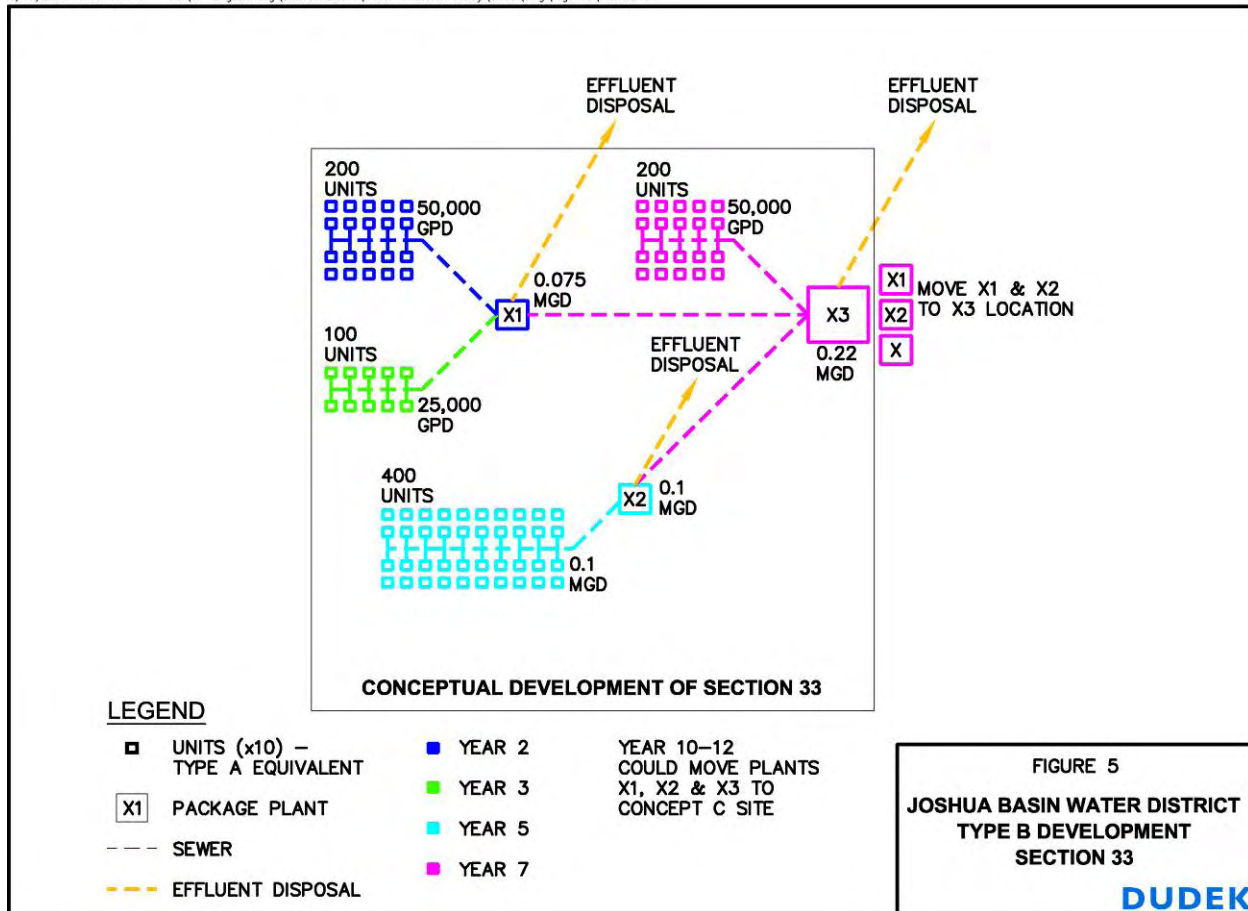 EFFLUENT
DISPOSAL
EFFLUENT
DISPOSAL
200
UNITS
50,000
GPD
200
UNITS
50,000
GPD
0.075
MGD
X1
X3
X1
MOVE X1 & X2
TO X3 LOCATION
X2
X
0.22
MGD
100
UNITS
25,000
GPD
EFFLUENT
DISPOSAL
400
UNITS
X2
0.1
MGD
0.1
MGD
CONCEPTUAL DEVELOPMENT OF SECTION 33
LEGEND
UNITS (x10) –
TYPE A EQUIVALENT
X1
PACKAGE PLANT
SEWER
EFFLUENT DISPOSAL
YEAR 2
YEAR 3
YEAR 5
YEAR 7
YEAR 10–12
COULD MOVE PLANTS
X1, X2 & X3 TO
CONCEPT C SITE
FIGURE 5
JOSHUA BASIN WATER DISTRICT
TYPE B DEVELOPMENT
SECTION 33
DUDEK